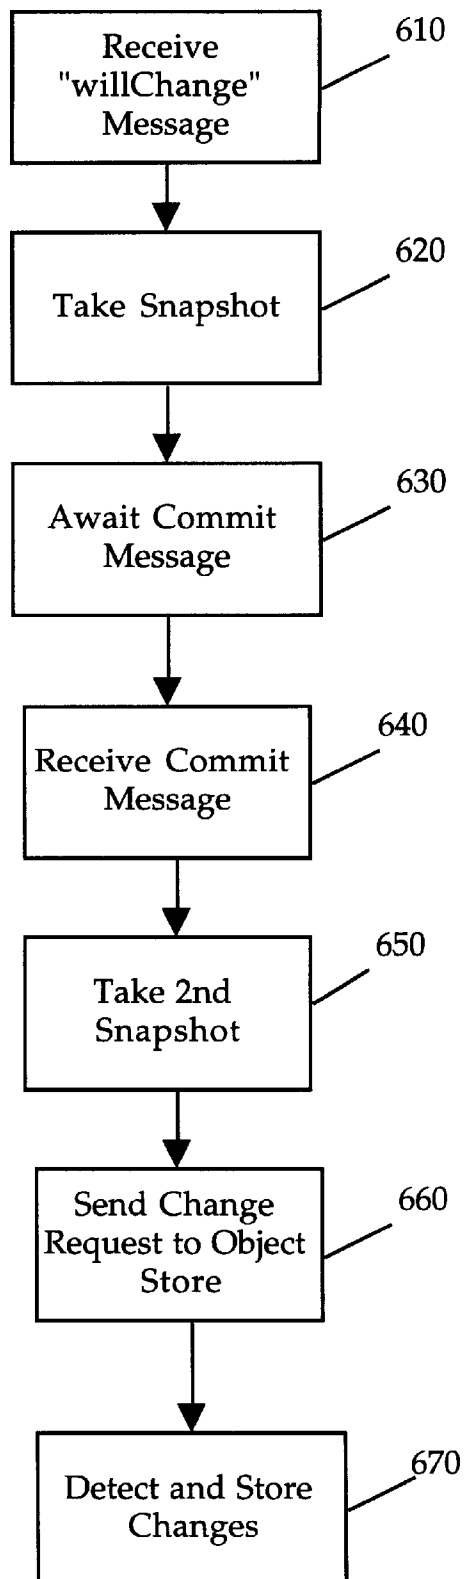 Receive
"willChange"
Message
610
Take Snapshot
620
Await Commit
Message
630
Receive Commit
Message
640
Take 2nd
Snapshot
650
Send Change
Request to Object
Store
660
Detect and Store
Changes
670